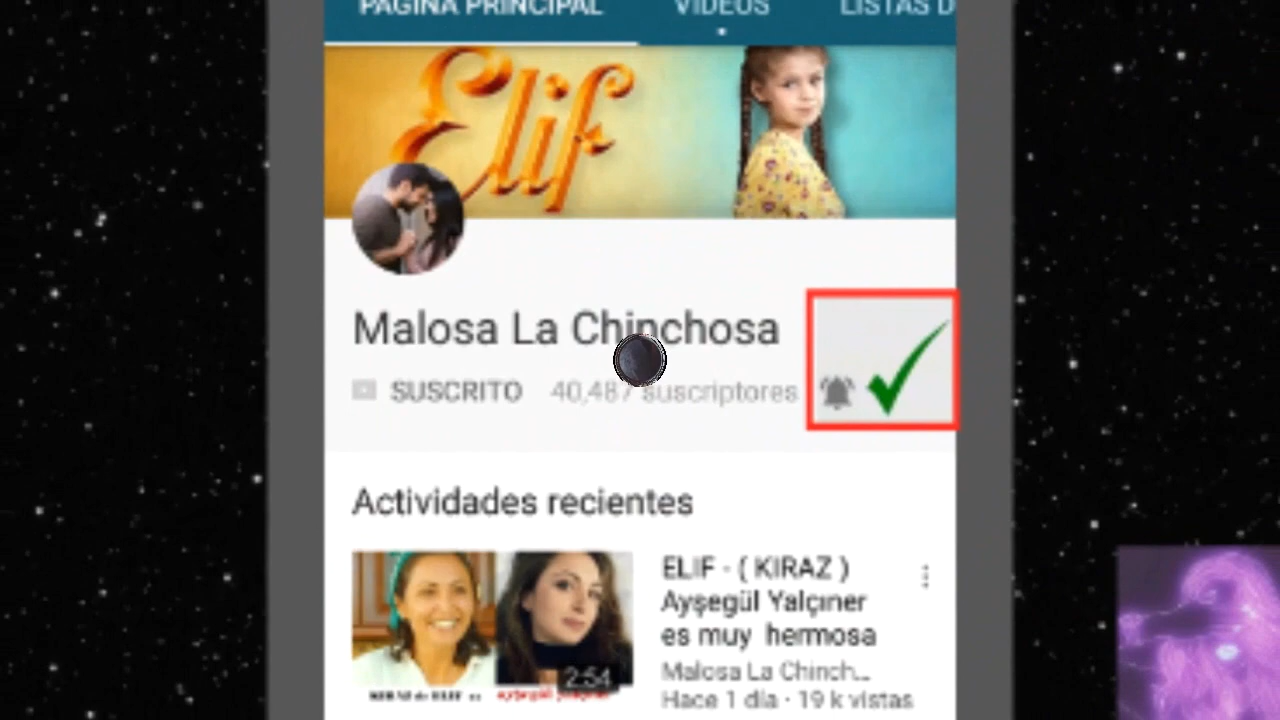 PÁGINA PRINCIPAL VIDEOS LISTAS D
Elif
Malosa La Chinchosa
SUSCRITO 40,487 suscriptores
Actividades recientes
ELIF - ( KIRAZ )
Ayşegül Yalçıner
es muy hermosa
2:54
Malosa La Chinch...
Hace 1 día · 19 k vistas